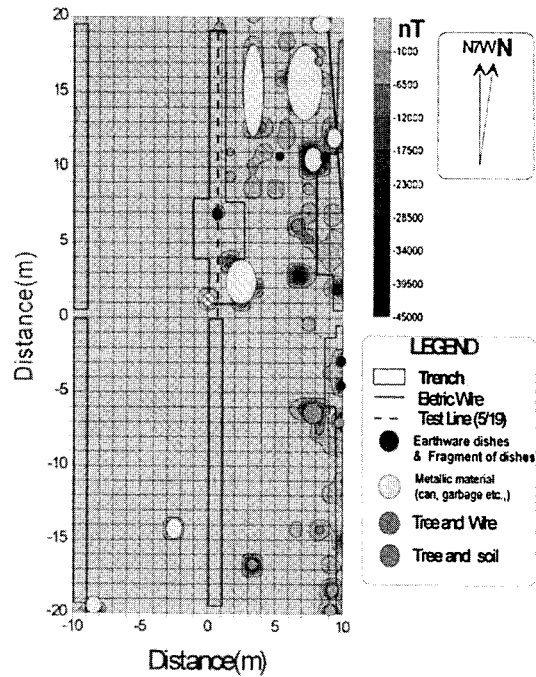 nT
-1000
-6500
-17500
-23000
-28500
-34000
-39500
-45000
N7W N
20
15
10
5
0
-5
-10
-15
-20
-10
-5
0
5
10
Distance(m)
Distance(m)
LEGEND
Trench
Eletric Wire
Test Line (5/19)
Earthware dishes
& Fragment of dishes
Metallic material
(can, garbage etc.,)
Tree and Wire
Tree and soil